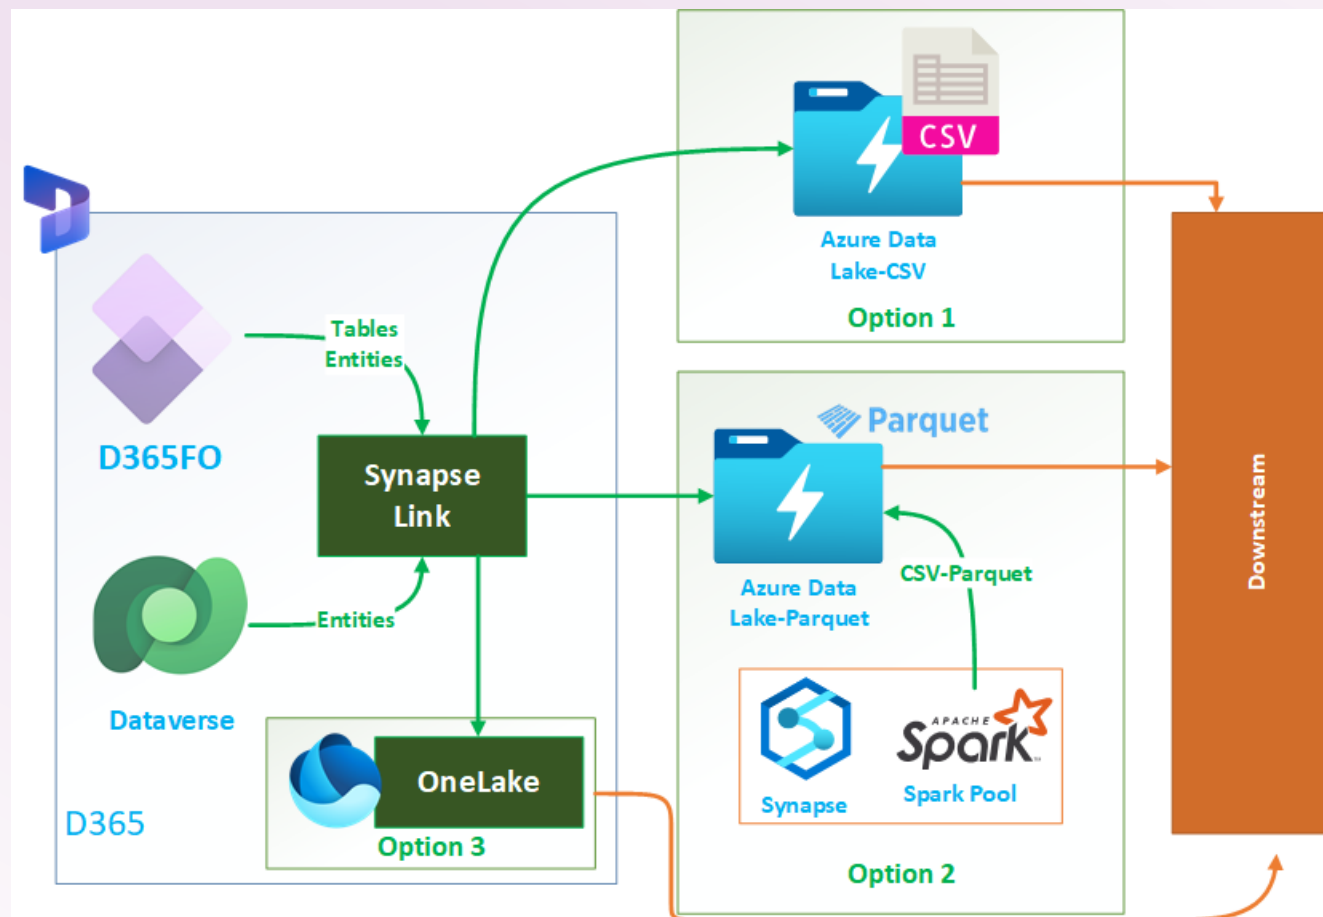 CSV
Azure Data
Lake-CSV
Option 1
Tables
Entities
D365FO
Synapse
Link
Parquet
Azure Data
Lake-Parquet
CSV-Parquet
Downstream
Entities
Dataverse
OneLake
Option 3
D365
Synapse
APACHE
Spark
Spark Pool
Option 2